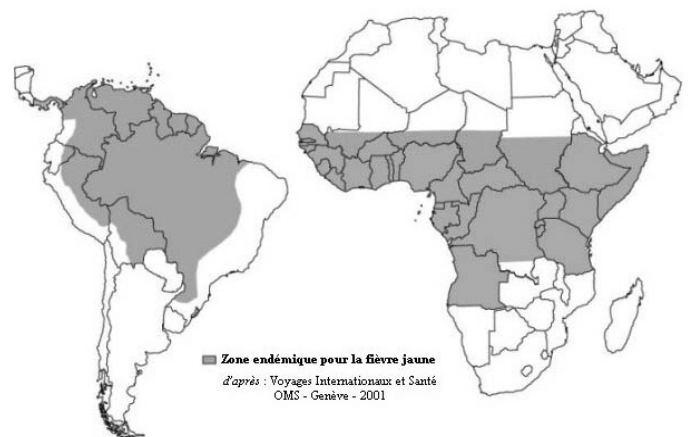 Zone endémique pour la fièvre jaune
d'après : Voyages Internationaux et Santé
OMS - Genève - 2001